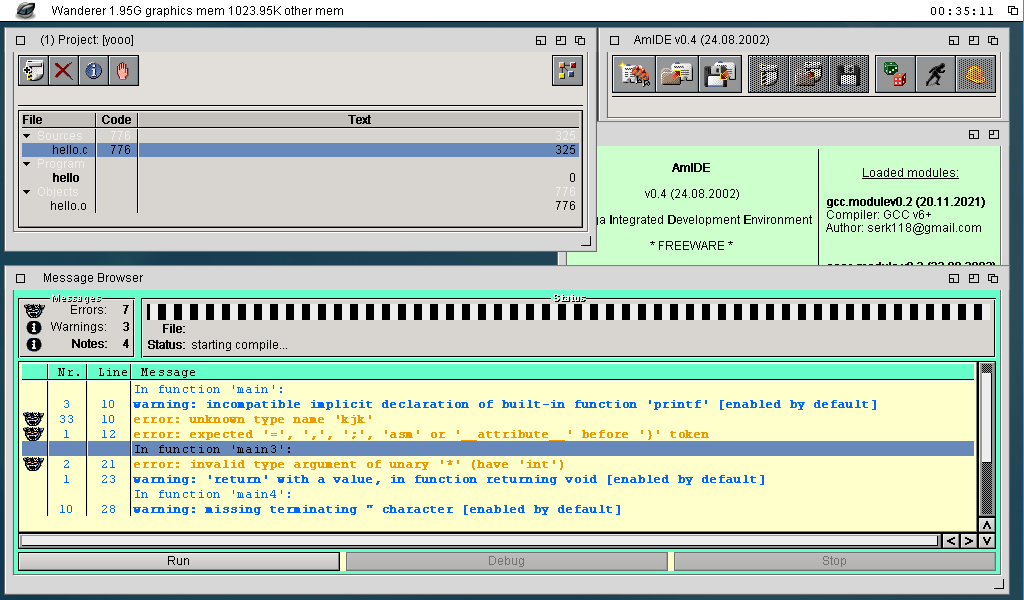 Wanderer 1.95G graphics mem 1023.95K other mem
00:35:11
(1) Project: [yooo]
File Code Text
Sources 776 325
hello.c 776 325
Program
hello 0
Objects 776
hello.o 776
AmIDE v0.4 (24.08.2002)
AmIDE
v0.4 (24.08.2002)
ga Integrated Development Environment
* FREEWARE *
Loaded modules:
gcc.modulev0.2 (20.11.2021)
Compiler: GCC v6+
Author: serk118@gmail.com
Message Browser
Messages
Errors: 7
Warnings: 3
Notes: 4
Status
File:
Status: starting compile...
Nr. Line Message
In function 'main':
3 10 warning: incompatible implicit declaration of built-in function 'printf' [enabled by default]
33 10 error: unknown type name 'kjk'
1 12 error: expected '=', ',', ';', 'asm' or '__attribute__' before '}' token
In function 'main3':
2 21 error: invalid type argument of unary '*' (have 'int')
1 23 warning: 'return' with a value, in function returning void [enabled by default]
In function 'main4':
10 28 warning: missing terminating " character [enabled by default]
Run
Debug
Stop